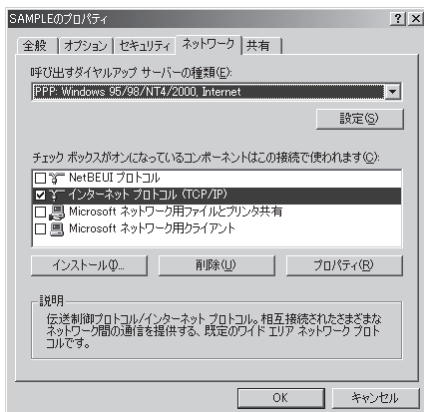 SAMPLEのプロパティ
全般 オプション セキュリティ ネットワーク 共有
呼び出すダイヤルアップ サーバーの種類(E):
PPP: Windows 95/98/NT4/2000, Internet
設定(S)
チェック ボックスがオンになっているコンポーネントはこの接続で使われます(C):
NetBEUI プロトコル
インターネット プロトコル (TCP/IP)
Microsoft ネットワーク用ファイルとプリンタ共有
Microsoft ネットワーク用クライアント
インストール(I)... 削除(U) プロパティ(R)
説明
伝送制御プロトコル/インターネット プロトコル。相互接続されたさまざまな
ネットワーク間の通信を提供する、既定のワイド エリア ネットワーク プロト
コルです。
OK キャンセル